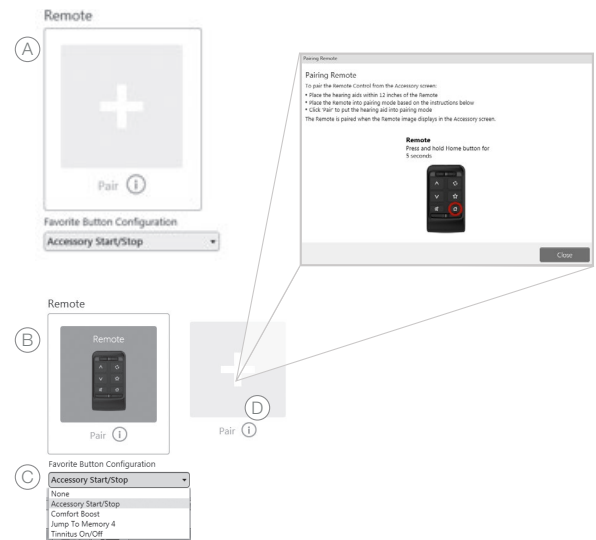 Remote
A
Pair i
Favorite Button Configuration
Accessory Start/Stop
Pairing Remote
Pairing Remote
To pair the Remote Control from the Accessory screen:
• Place the hearing aids within 12 inches of the Remote
• Place the Remote into pairing mode based on the instructions below
• Click 'Pair' to put the hearing aid into pairing mode
The Remote is paired when the Remote image displays in the Accessory screen.
Remote
Press and hold Home button for
5 seconds
Close
Remote
B
Remote
Pair i
D
Pair i
C
Favorite Button Configuration
Accessory Start/Stop
None
Accessory Start/Stop
Comfort Boost
Jump To Memory 4
Tinnitus On/Off